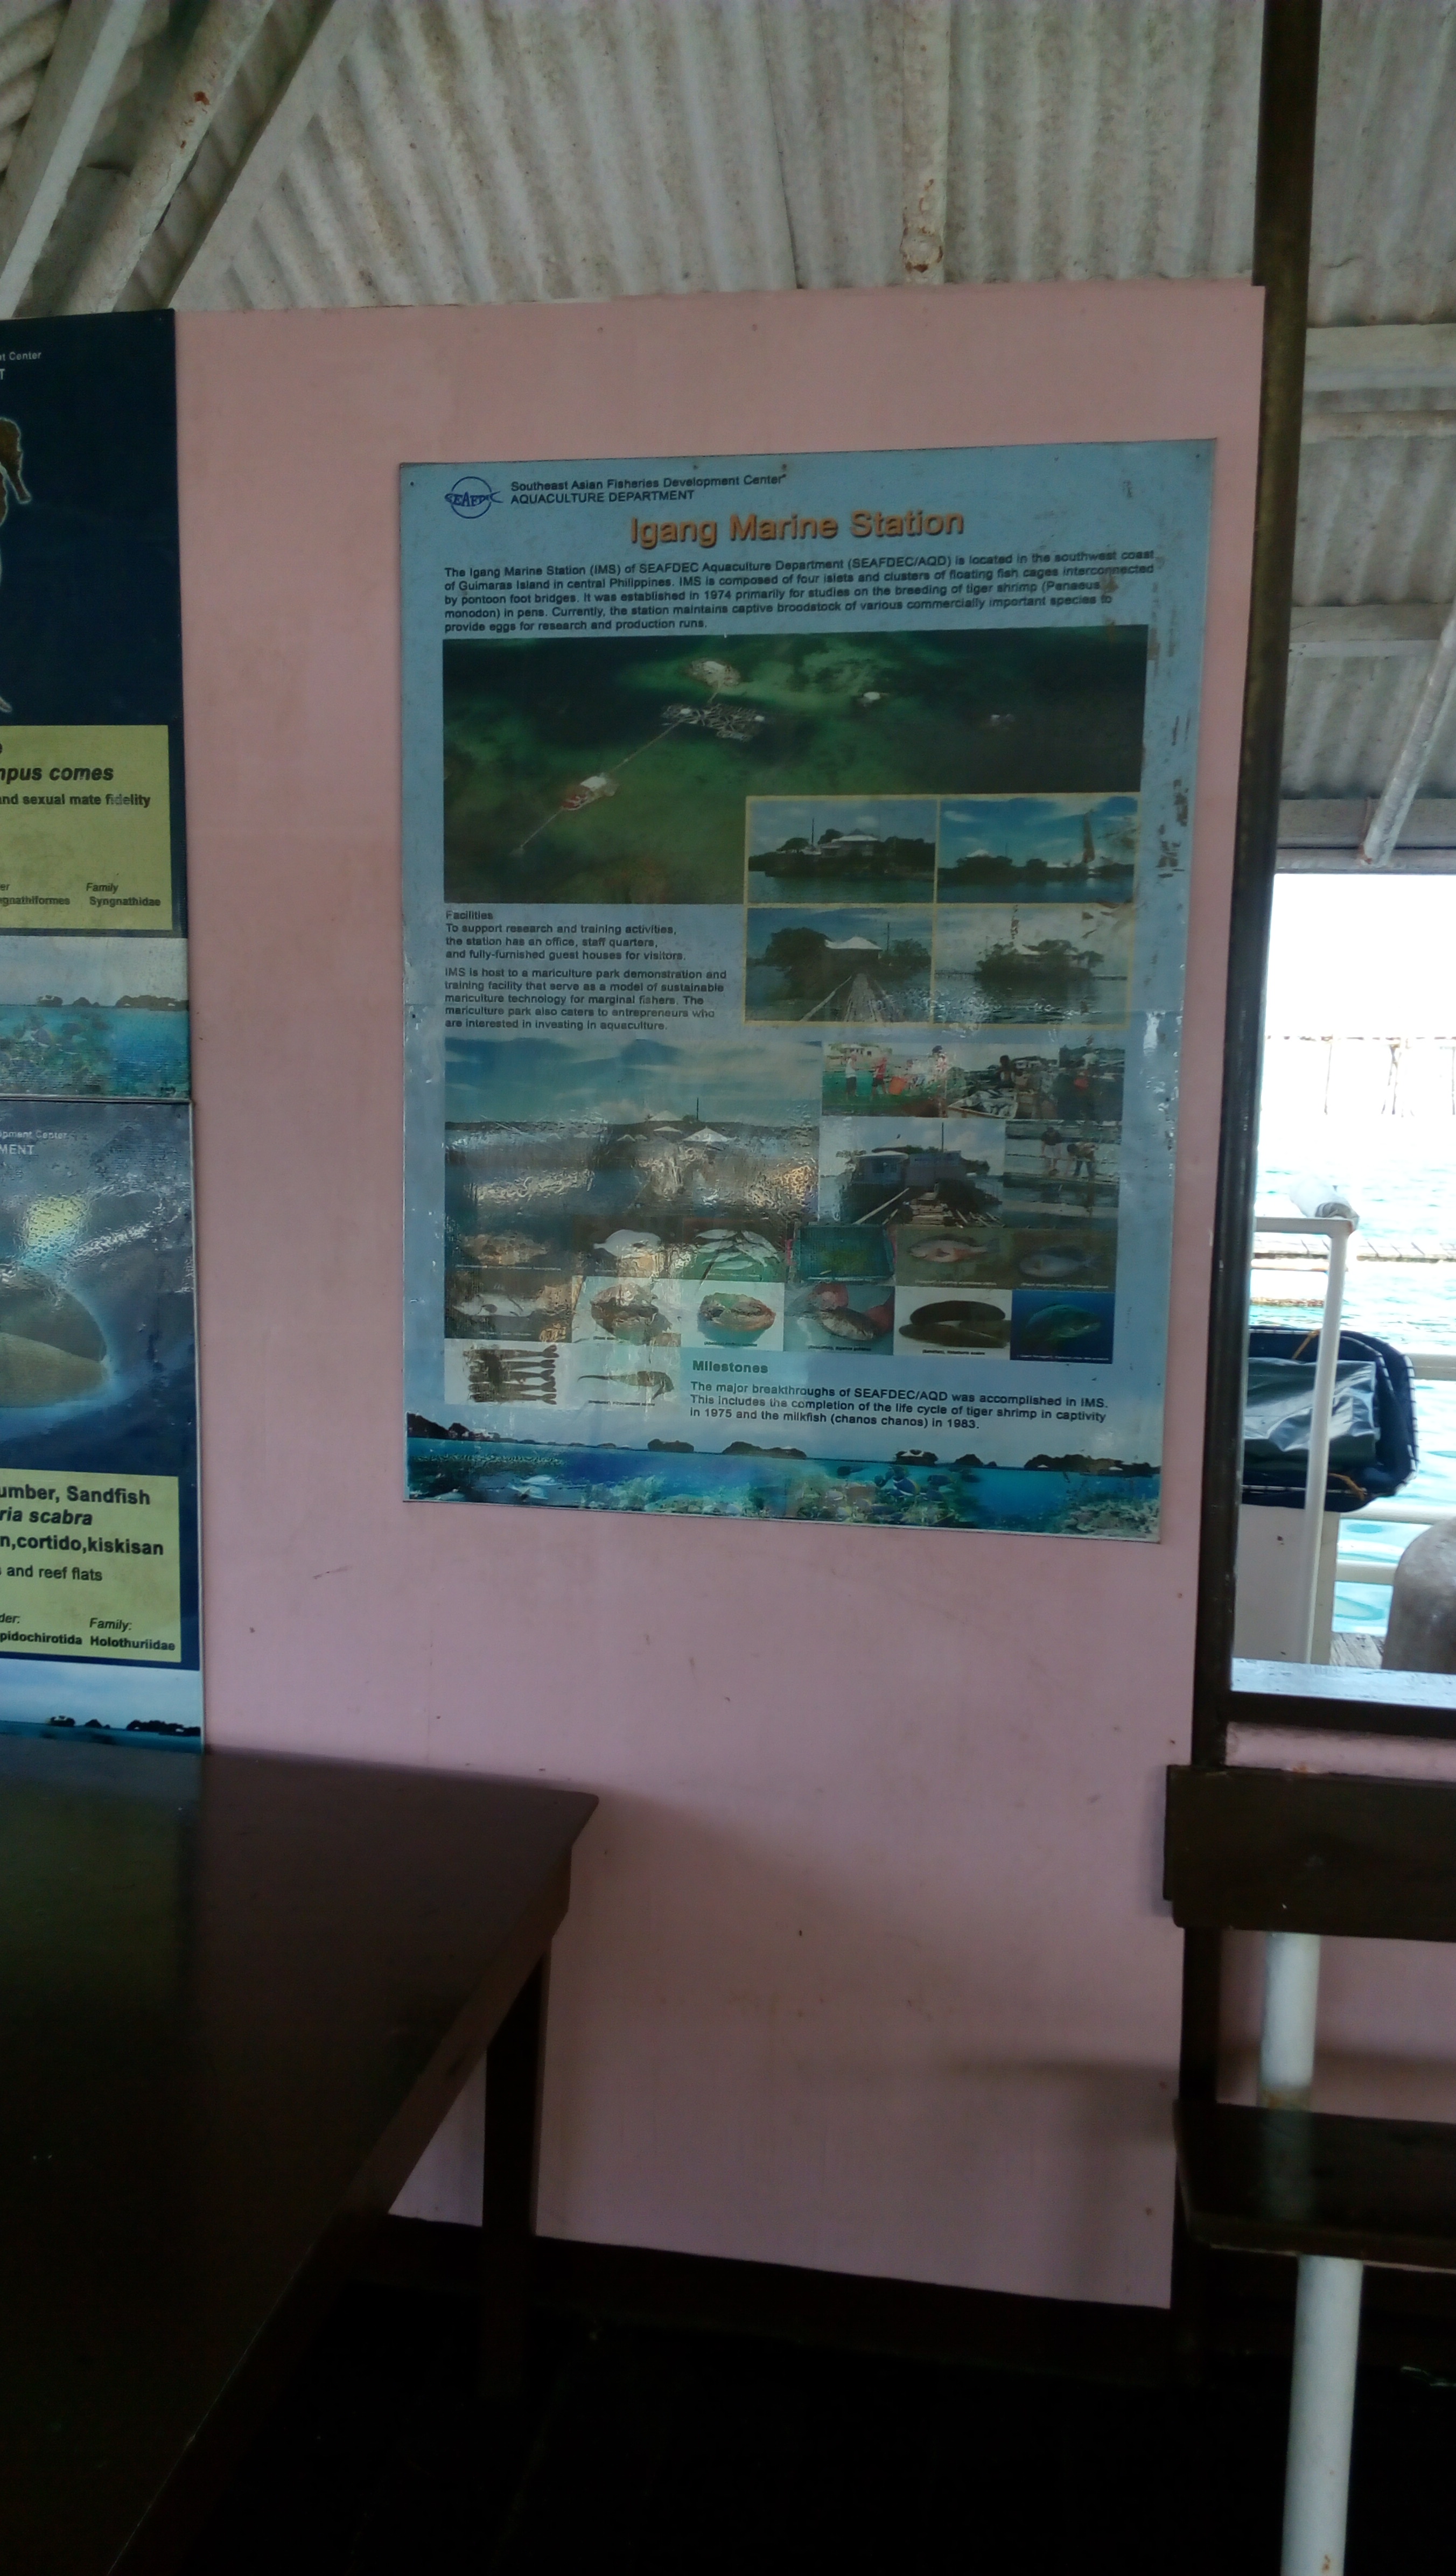 t Center
T
pus comes
and sexual mate fidelity
er Family
gnathiformes Syngnathidae
pment Center
MENT
umber, Sandfish
ria scabra
n,cortido,kiskisan
and reef flats
der: Family:
pidochirotida Holothuriidae
SEAFDEC
Southeast Asian Fisheries Development Center
AQUACULTURE DEPARTMENT
Igang Marine Station
The Igang Marine Station (IMS) of SEAFDEC Aquaculture Department (SEAFDEC/AQD) is located in the southwest coast
of Guimaras Island in central Philippines. IMS is composed of four islets and clusters of floating fish cages interconnected
by pontoon foot bridges. It was established in 1974 primarily for studies on the breeding of tiger shrimp (Penaeus
monodon) in pens. Currently, the station maintains captive broodstock of various commercially important species to
provide eggs for research and production runs.
Facilities
To support research and training activities,
the station has an office, staff quarters,
and fully-furnished guest houses for visitors.
IMS is host to a mariculture park demonstration and
training facility that serve as a model of sustainable
mariculture technology for marginal fishers. The
mariculture park also caters to entrepreneurs who
are interested in investing in aquaculture.
Milestones
The major breakthroughs of SEAFDEC/AQD was accomplished in IMS.
This includes the completion of the life cycle of tiger shrimp in captivity
in 1975 and the milkfish (chanos chanos) in 1983.